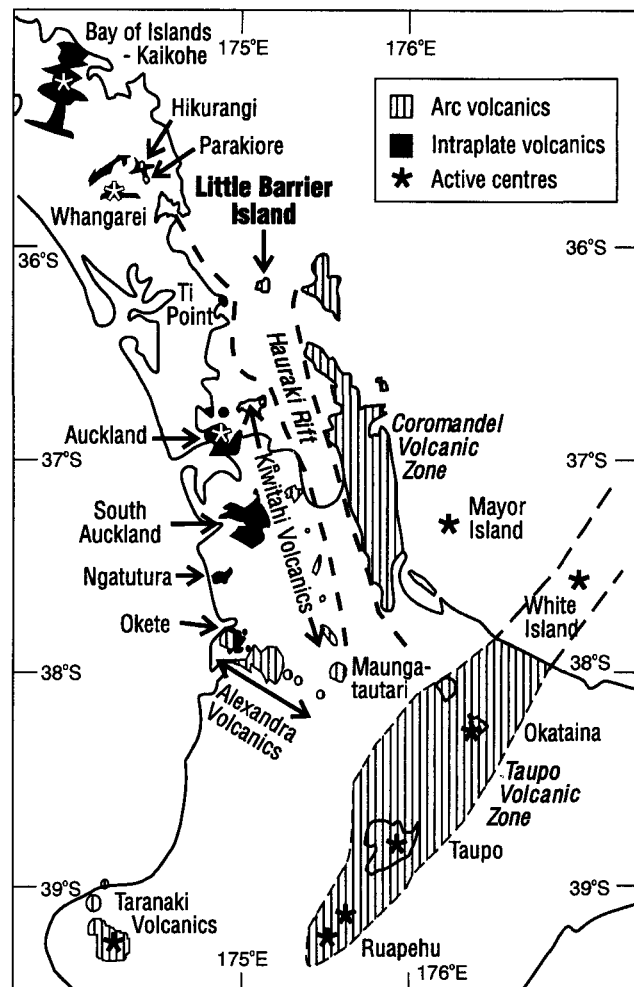 175°E
176°E
Bay of Islands
- Kaikohe
Arc volcanics
Intraplate volcanics
Active centres
Hikurangi
Parakiore
Little Barrier
Island
Whangarei
36°S
36°S
Ti
Point
Hauraki Rift
Coromandel
Volcanic
Zone
Auckland
37°S
37°S
Kiwitahi Volcanics
Mayor
Island
South
Auckland
Ngatutura
White
Island
Okete
38°S
38°S
Maunga-
tautari
Alexandra
Volcanics
Okataina
Taupo
Volcanic
Zone
Taupo
39°S
39°S
Taranaki
Volcanics
Ruapehu
175°E
176°E